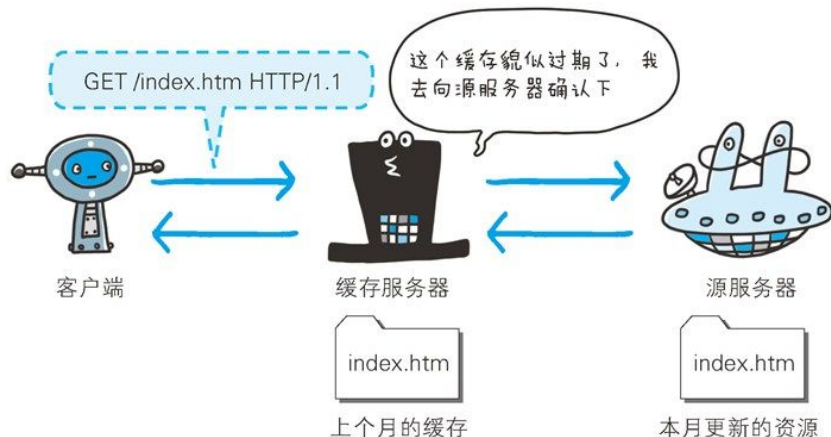 GET /index.htm HTTP/1.1
这个缓存貌似过期了，我
去向源服务器确认下
客户端
缓存服务器
源服务器
index.htm
index.htm
上个月的缓存
本月更新的资源